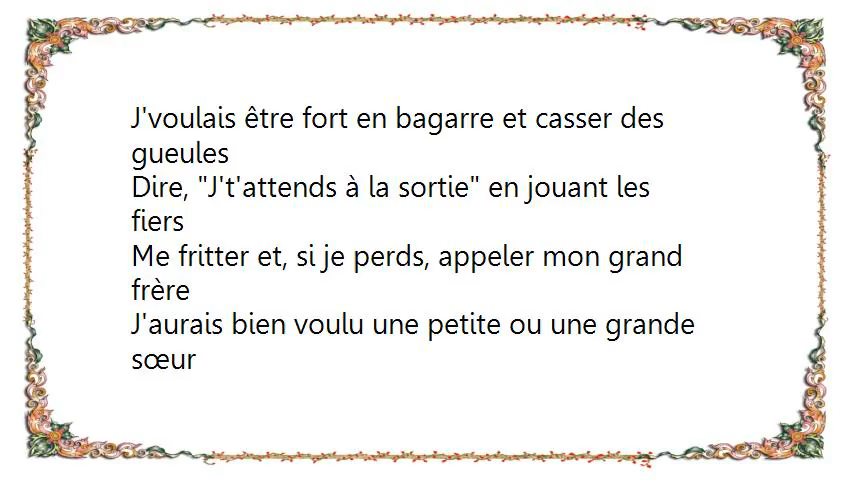 J'voulais être fort en bagarre et casser des
gueules
Dire, "J't'attends à la sortie" en jouant les
fiers
Me fritter et, si je perds, appeler mon grand
frère
J'aurais bien voulu une petite ou une grande
sœur